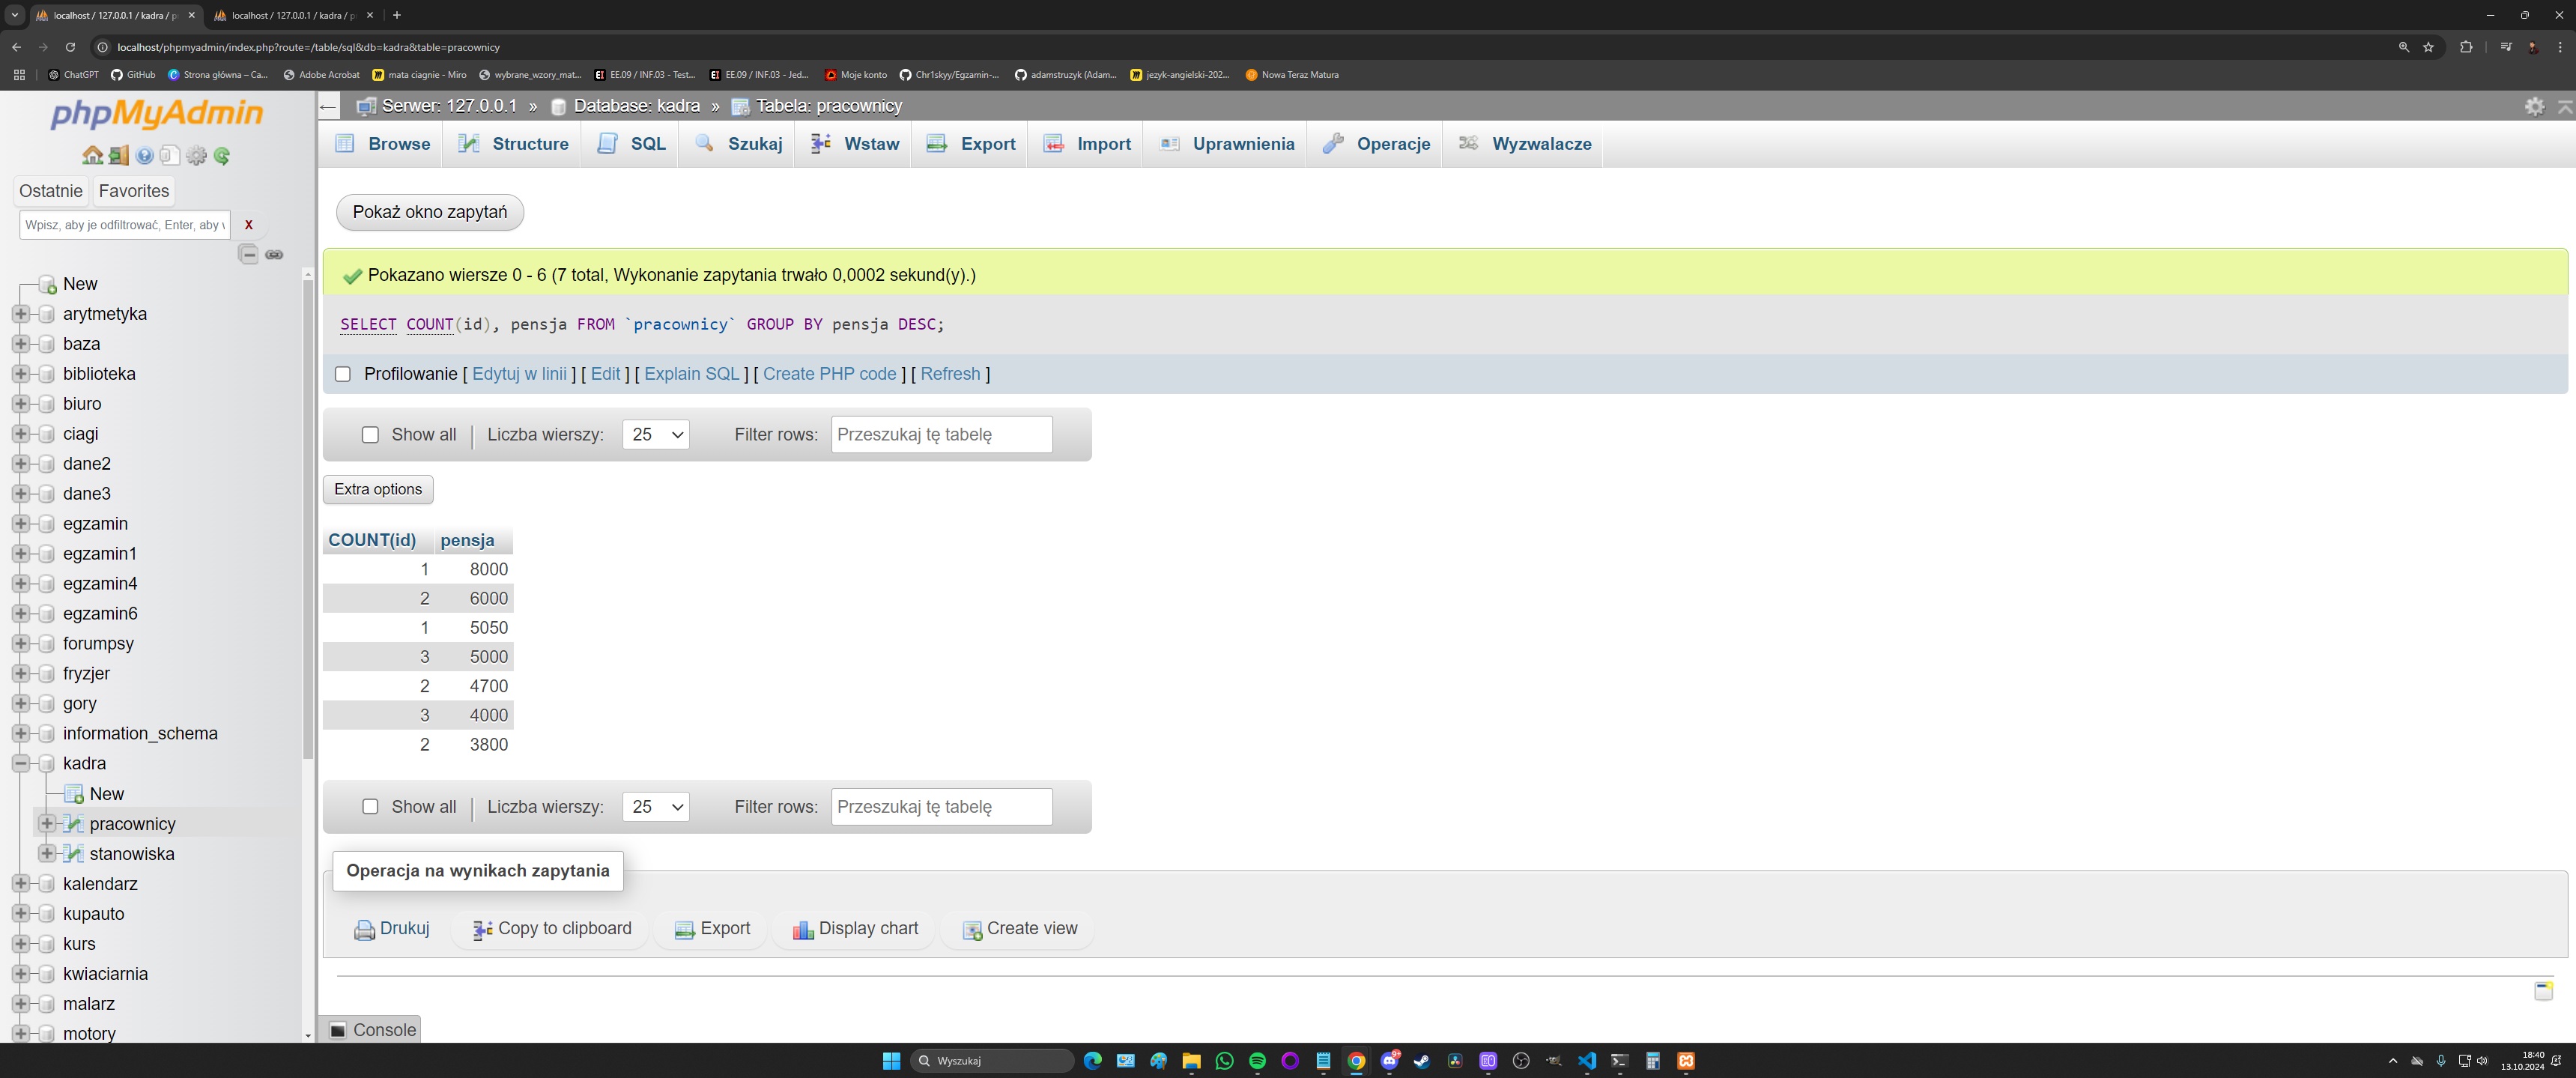 localhost / 127.0.0.1 / kadra / p
localhost / 127.0.0.1 / kadra / p
localhost/phpmyadmin/index.php?route=/table/sql&db=kadra&table=pracownicy
ChatGPT
GitHub
Strona główna – Ca...
Adobe Acrobat
mata ciagnie - Miro
wybrane_wzory_mat...
EE.09 / INF.03 - Test...
EE.09 / INF.03 - Jed...
Moje konto
Chr1skyy/Egzamin-...
adamstruzyk (Adam...
jezyk-angielski-202...
Nowa Teraz Matura
phpMyAdmin
Ostatnie
Favorites
Wpisz, aby je odfiltrować, Enter, aby
X
New
arytmetyka
baza
biblioteka
biuro
ciagi
dane2
dane3
egzamin
egzamin1
egzamin4
egzamin6
forumpsy
fryzjer
gory
information_schema
kadra
New
pracownicy
stanowiska
kalendarz
kupauto
kurs
kwiaciarnia
malarz
motory
Serwer: 127.0.0.1 » Database: kadra » Tabela: pracownicy
Browse
Structure
SQL
Szukaj
Wstaw
Export
Import
Uprawnienia
Operacje
Wyzwalacze
Pokaż okno zapytań
Pokazano wiersze 0 - 6 (7 total, Wykonanie zapytania trwało 0,0002 sekund(y).)
SELECT COUNT(id), pensja FROM `pracownicy` GROUP BY pensja DESC;
Profilowanie [ Edytuj w linii ] [ Edit ] [ Explain SQL ] [ Create PHP code ] [ Refresh ]
Show all | Liczba wierszy: 25 Filter rows: Przeszukaj tę tabelę
Extra options
COUNT(id) pensja
1 8000
2 6000
1 5050
3 5000
2 4700
3 4000
2 3800
Show all | Liczba wierszy: 25 Filter rows: Przeszukaj tę tabelę
Operacja na wynikach zapytania
Drukuj
Copy to clipboard
Export
Display chart
Create view
Console
Wyszukaj
18:40
13.10.2024